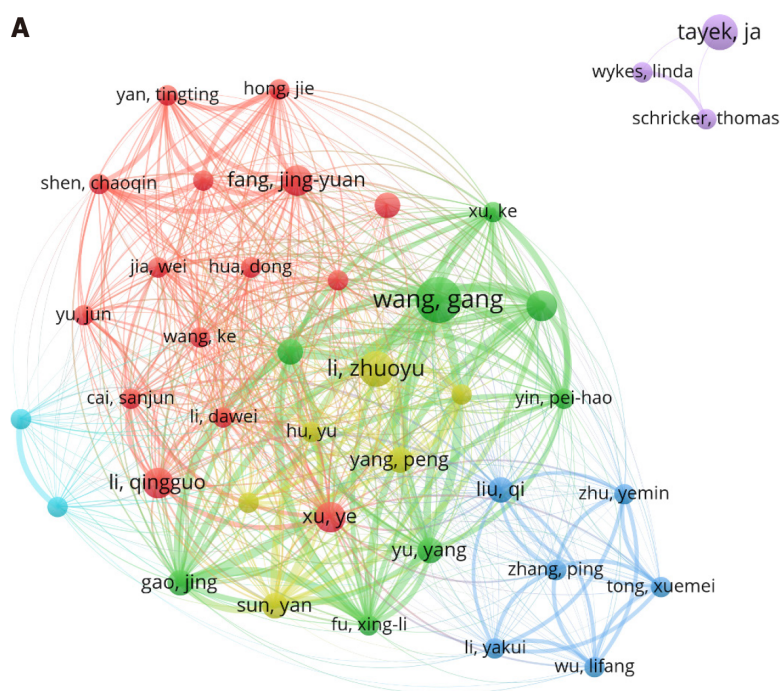 A
tayek, ja
wykes, linda
schricker, thomas
yan, tingting
hong, jie
shen, chaoqin
fang, jing-yuan
xu, ke
jia, wei
hua, dong
wang, gang
yu, jun
wang, ke
li, zhuoyu
cai, sanjun
li, dawei
yin, pei-hao
hu, yu
yang, peng
li, qingguo
liu, qi
zhu, yemin
xu, ye
yu, yang
zhang, ping
gao, jing
tong, xuemei
sun, yan
fu, xing-li
li, yakui
wu, lifang